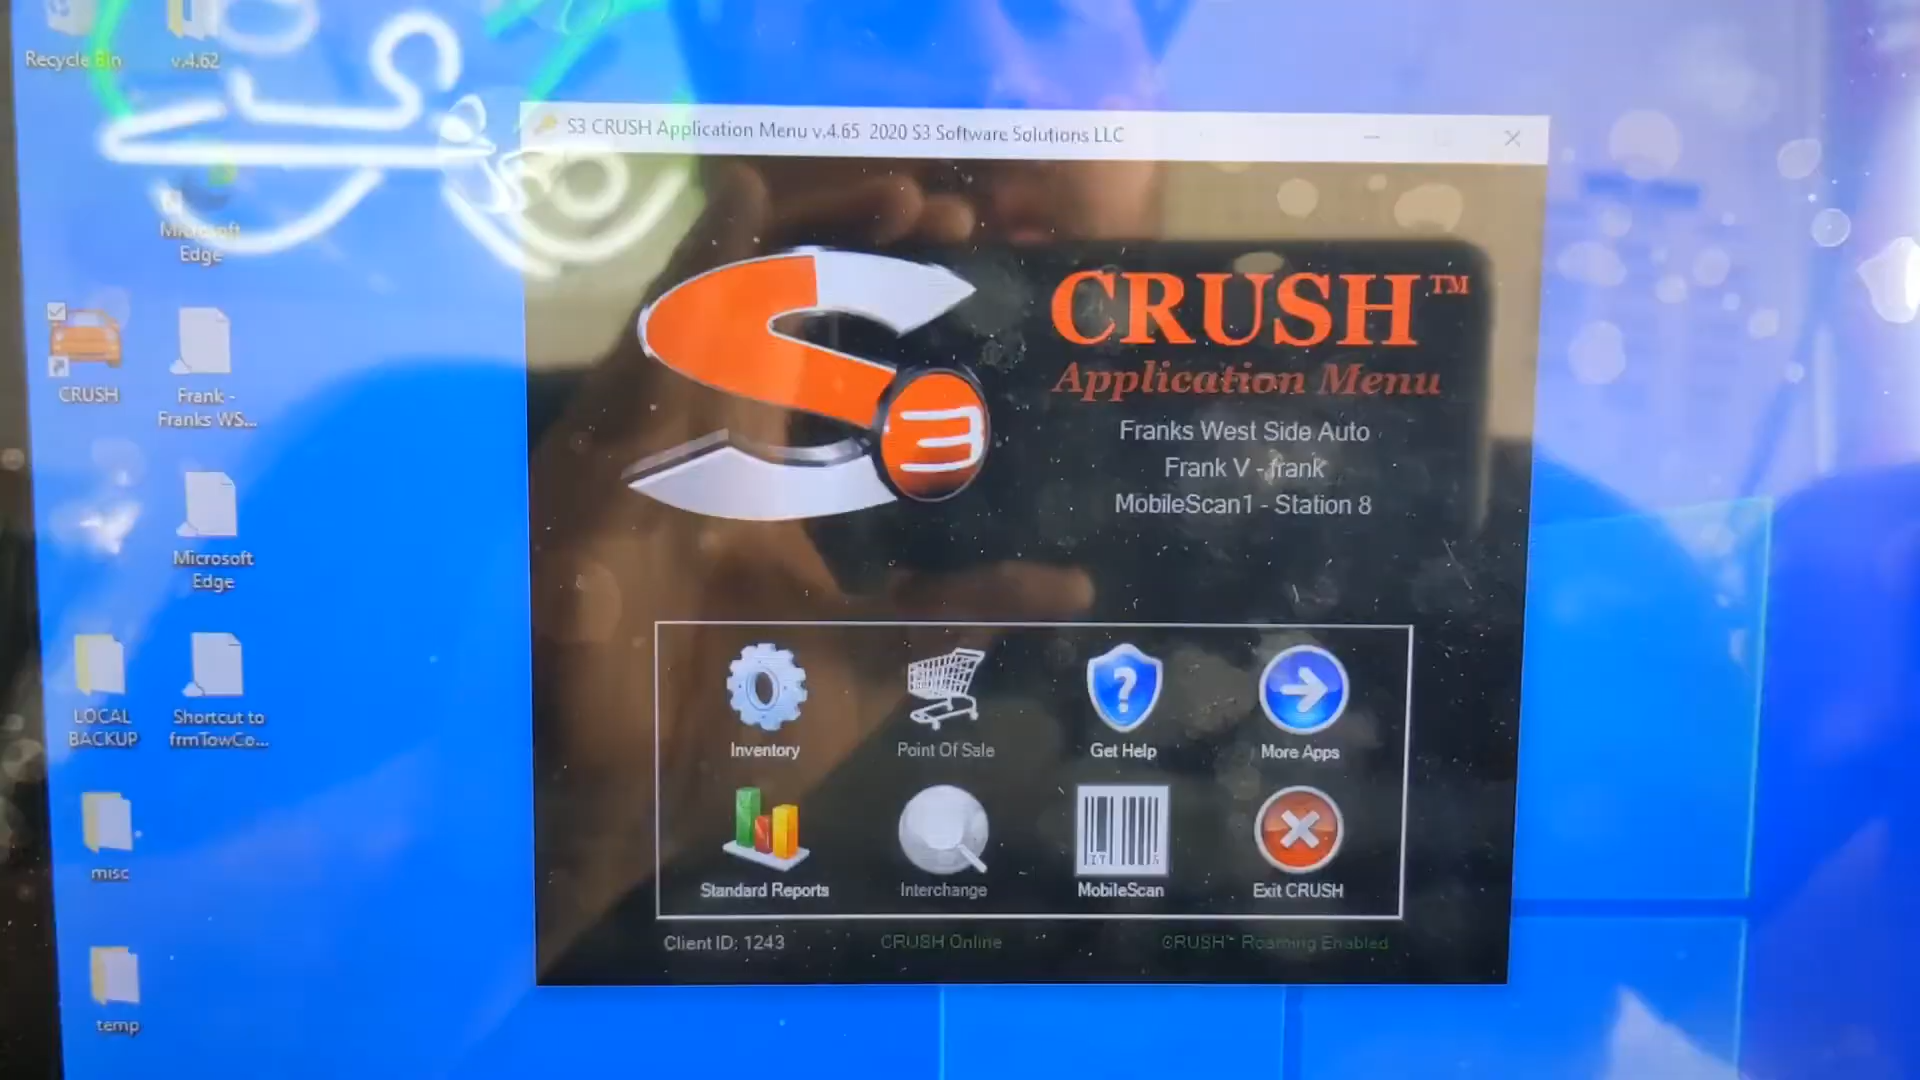 Recycle Bin
v.4.62
Microsoft
Edge
CRUSH
Frank -
Franks WS...
Microsoft
Edge
LOCAL
BACKUP
Shortcut to
frmTowCo...
misc
temp
S3 CRUSH Application Menu v.4.65 2020 S3 Software Solutions LLC
S3
CRUSH™
Application Menu
Franks West Side Auto
Frank V - frank
MobileScan1 - Station 8
Inventory
Point Of Sale
Get Help
More Apps
Standard Reports
Interchange
MobileScan
Exit CRUSH
Client ID: 1243
CRUSH Online
CRUSH™ Roaming Enabled